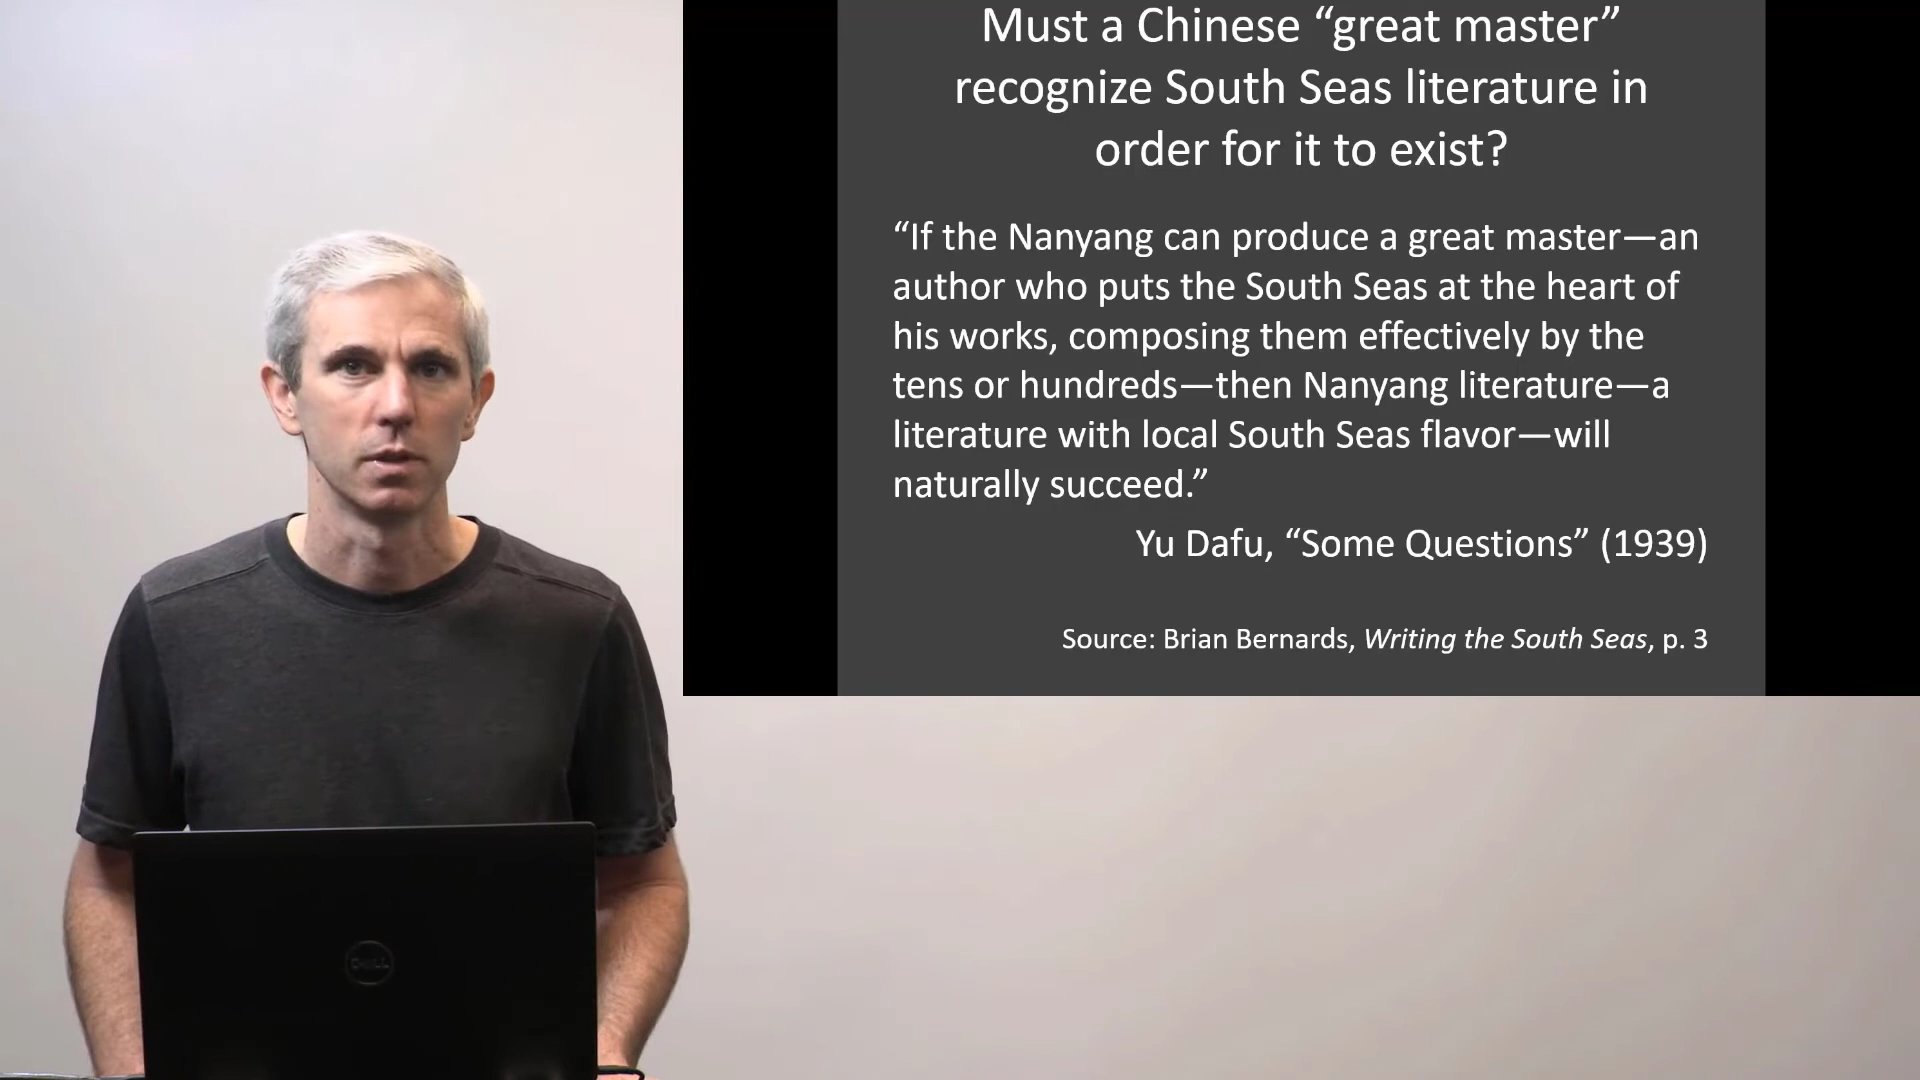 Must a Chinese “great master”
recognize South Seas literature in
order for it to exist?
“If the Nanyang can produce a great master—an
author who puts the South Seas at the heart of
his works, composing them effectively by the
tens or hundreds—then Nanyang literature—a
literature with local South Seas flavor—will
naturally succeed.”
Yu Dafu, “Some Questions” (1939)
Source: Brian Bernards, Writing the South Seas, p. 3
DELL